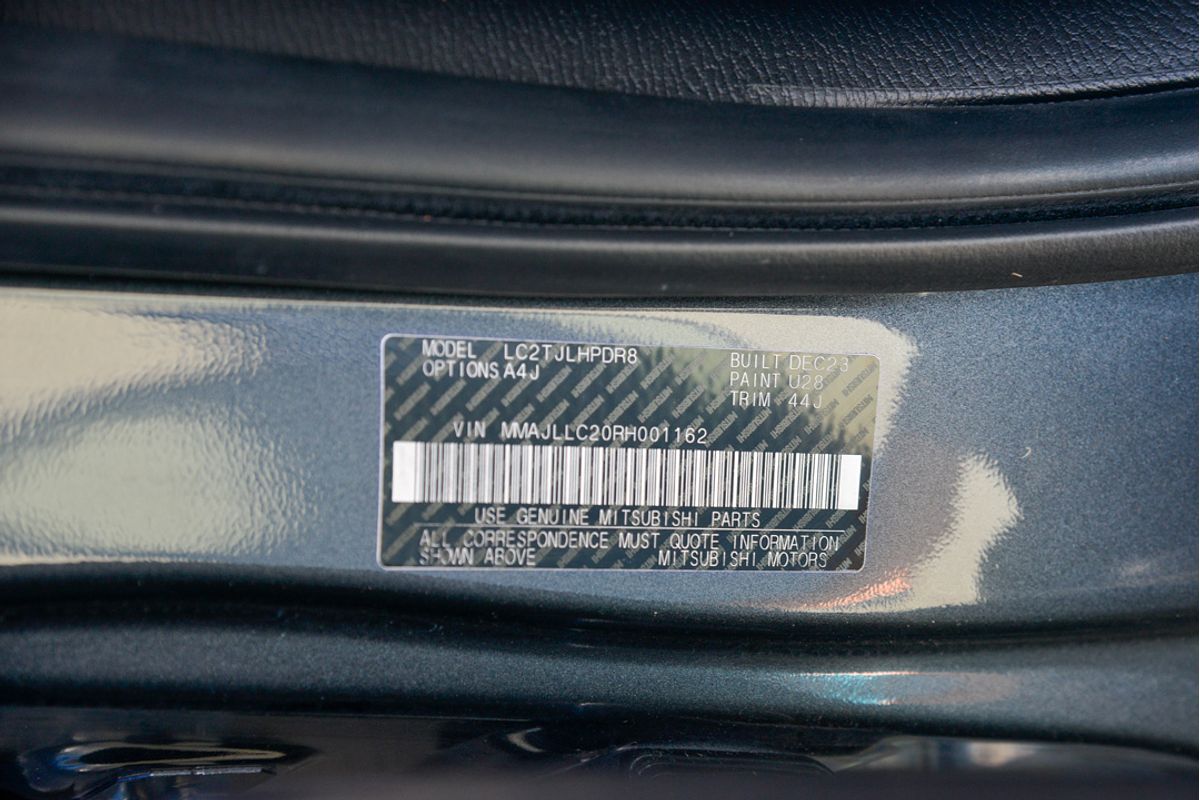 MODEL LC2TJLHPDR8
OPTIONS A4J
BUILT DEC23
PAINT U28
TRIM 44J
VIN MMAJLLC20RH001162
USE GENUINE MITSUBISHI PARTS
ALL CORRESPONDENCE MUST QUOTE INFORMATION
SHOWN ABOVE MITSUBISHI MOTORS